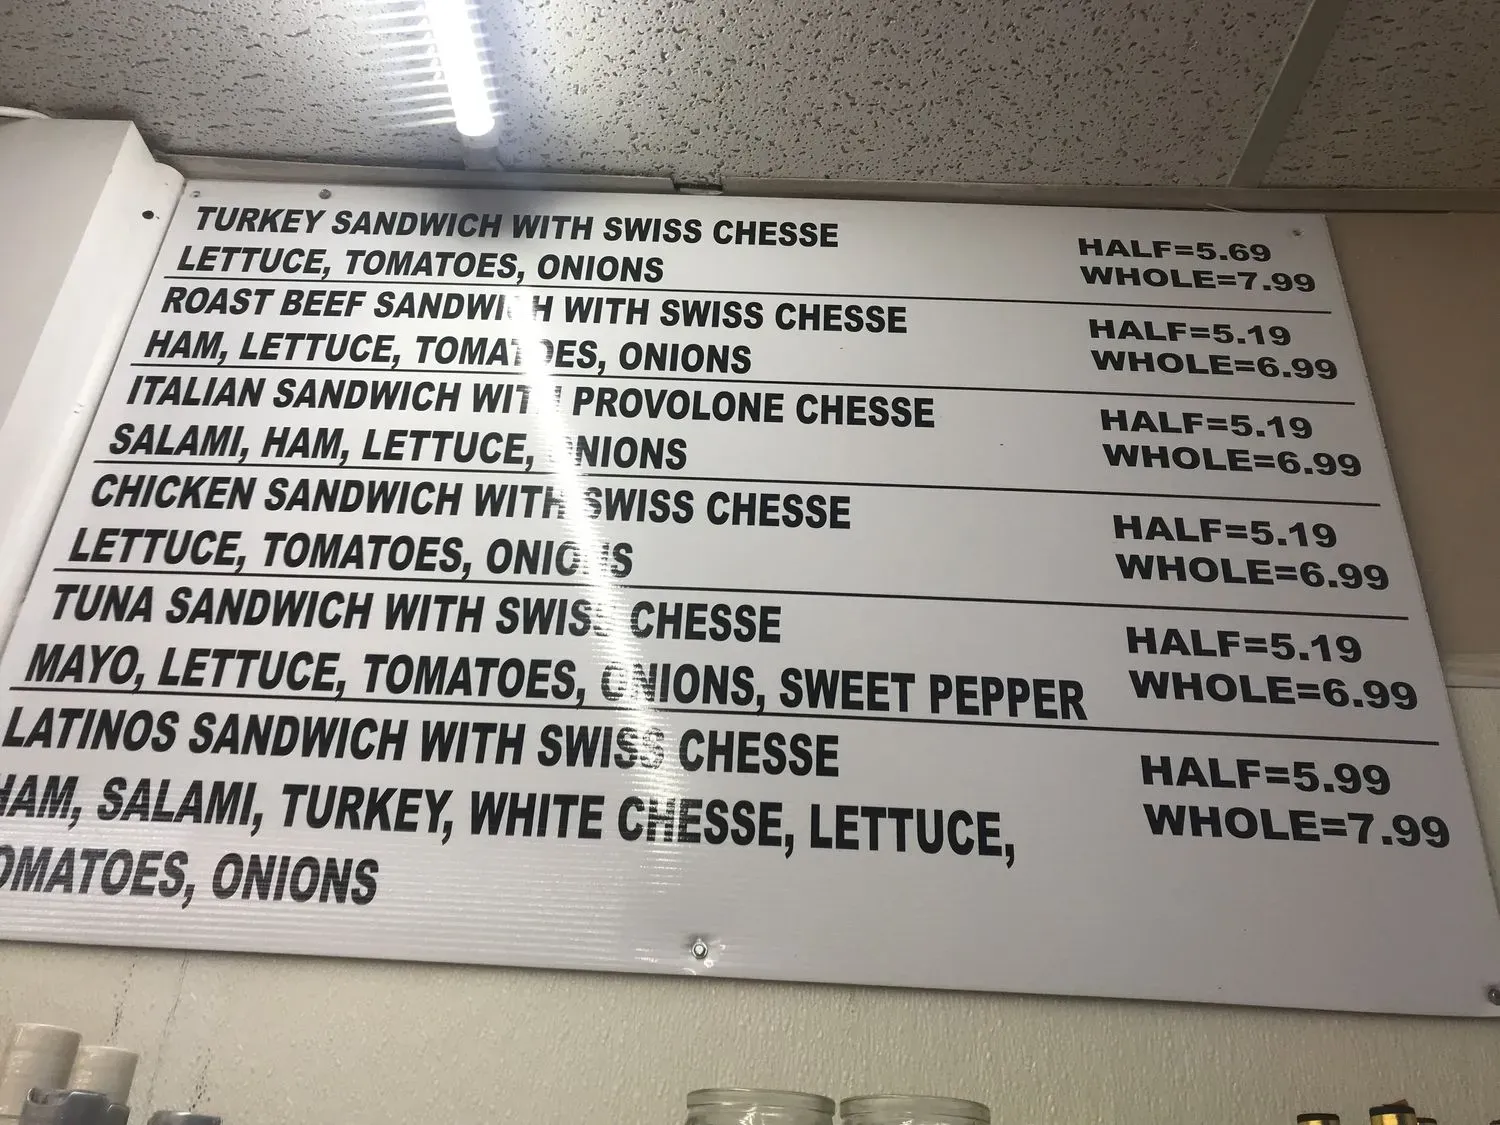 TURKEY SANDWICH WITH SWISS CHESSE
LETTUCE, TOMATOES, ONIONS
HALF=5.69
WHOLE=7.99
ROAST BEEF SANDWICH WITH SWISS CHESSE
HAM, LETTUCE, TOMATOES, ONIONS
HALF=5.19
WHOLE=6.99
ITALIAN SANDWICH WITH PROVOLONE CHESSE
SALAMI, HAM, LETTUCE, ONIONS
HALF=5.19
WHOLE=6.99
CHICKEN SANDWICH WITH SWISS CHESSE
LETTUCE, TOMATOES, ONIONS
HALF=5.19
WHOLE=6.99
TUNA SANDWICH WITH SWISS CHESSE
MAYO, LETTUCE, TOMATOES, ONIONS, SWEET PEPPER
HALF=5.19
WHOLE=6.99
LATINOS SANDWICH WITH SWISS CHESSE
HAM, SALAMI, TURKEY, WHITE CHESSE, LETTUCE,
OMATOES, ONIONS
HALF=5.99
WHOLE=7.99